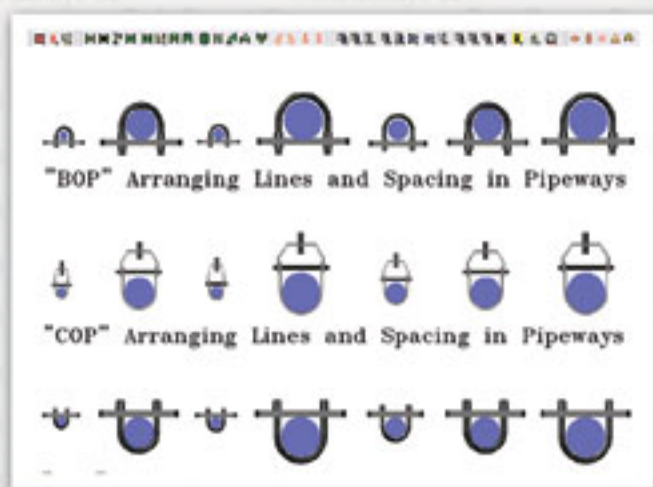 "BOP" Arranging Lines and Spacing in Pipeways
"COP" Arranging Lines and Spacing in Pipeways